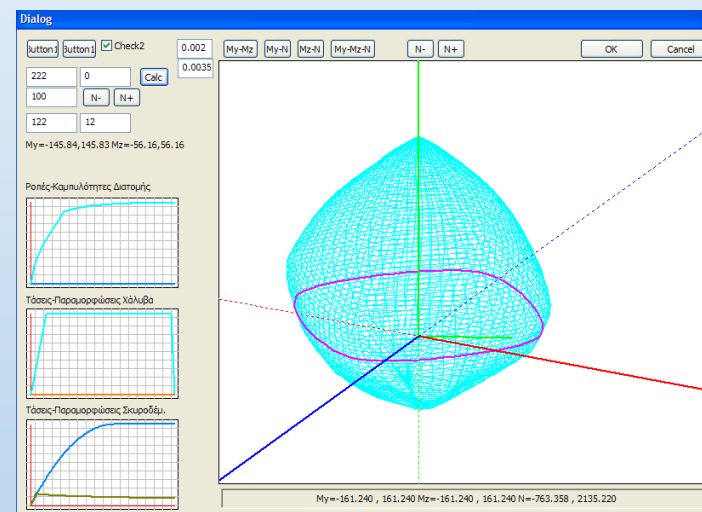 Dialog
Button1 Button1 Check2 0.002 My-Mz My-N Mz-N My-Mz-N N- N+ OK Cancel
0.0035
222 0 Calc
100 N- N+
122 12
My=-145.84,145.83 Mz=-56.16,56.16
Ροπές-Καμπυλότητες Διατομής
Τάσεις-Παραμορφώσεις Χάλυβα
Τάσεις-Παραμορφώσεις Σκυροδέμ.
My=-161.240 , 161.240 Mz=-161.240 , 161.240 N=-763.358 , 2135.220